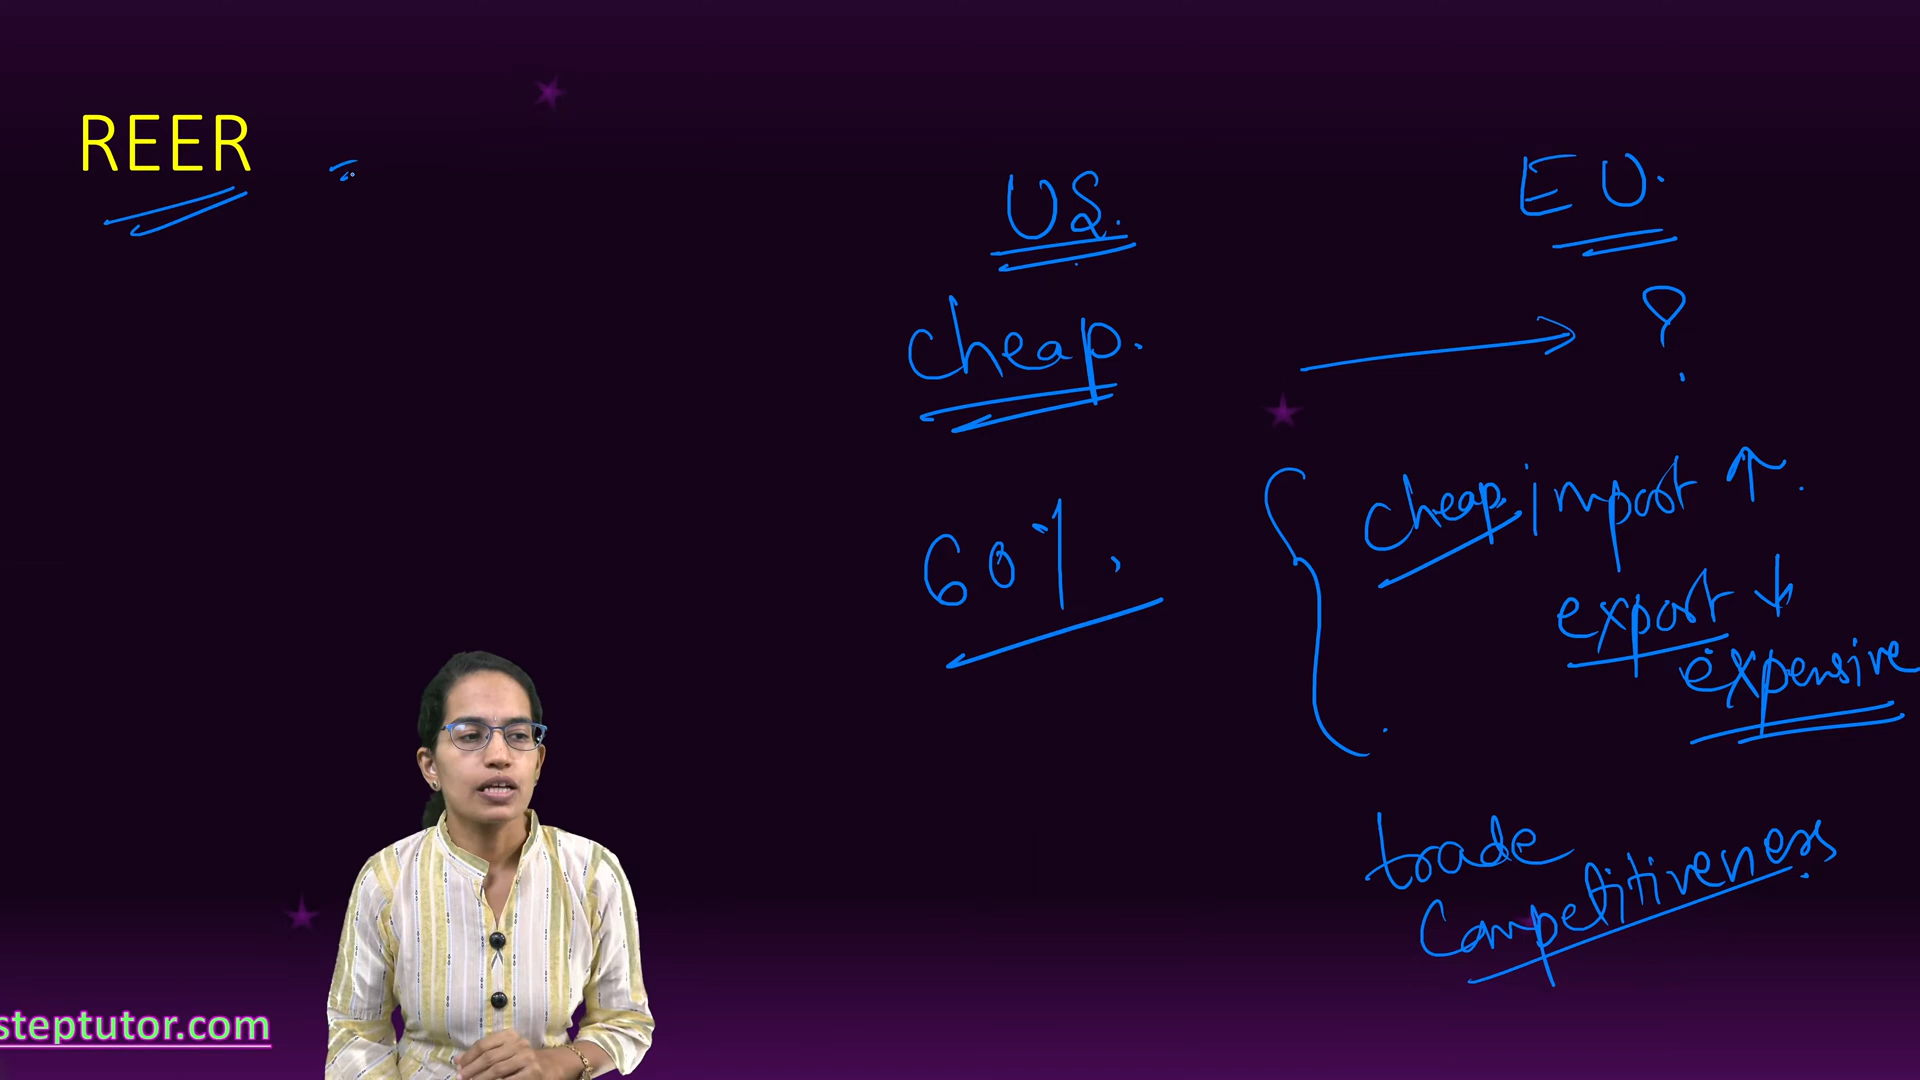 REER =
US.
EU.
cheap.
?
60%.
cheap import ↑.
export ↓
expensive
trade
Competitiveness
steptutor.com